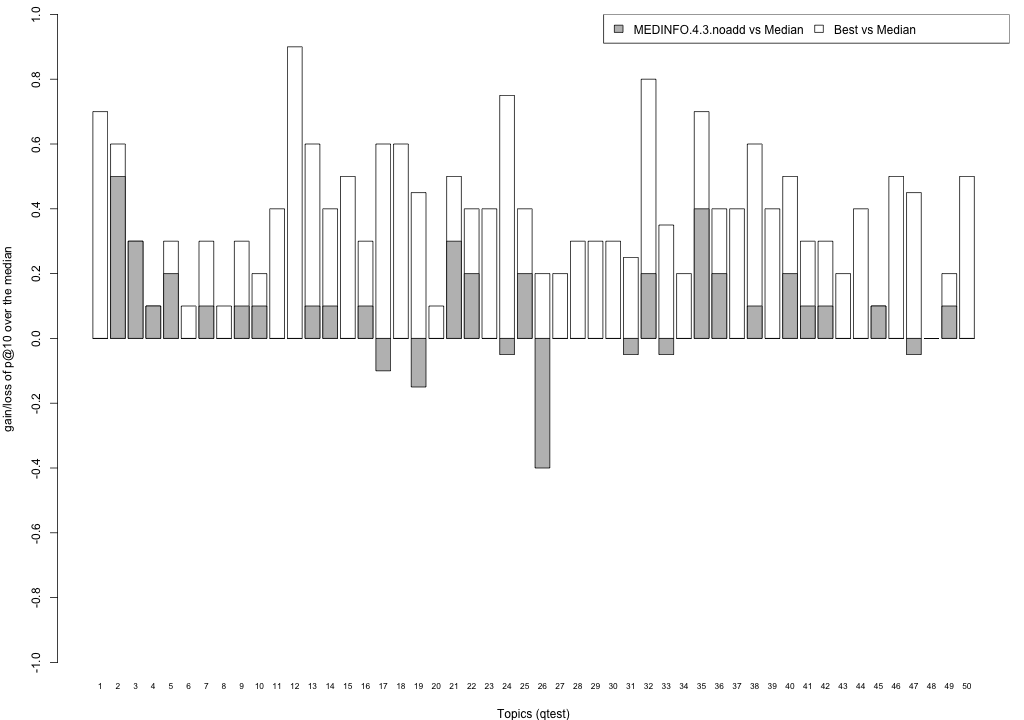 MEDINFO.4.3.noadd vs Median Best vs Median
gain/loss of p@10 over the median
1.0
0.8
0.6
0.4
0.2
0.0
-0.2
-0.4
-0.6
-0.8
-1.0
1 2 3 4 5 6 7 8 9 10 11 12 13 14 15 16 17 18 19 20 21 22 23 24 25 26 27 28 29 30 31 32 33 34 35 36 37 38 39 40 41 42 43 44 45 46 47 48 49 50
Topics (qtest)